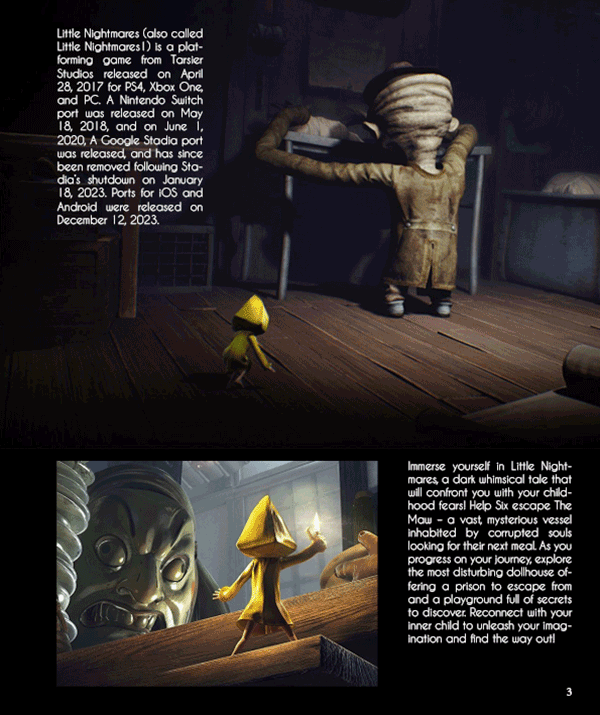 Little Nightmares (also called
Little Nightmares I) is a plat-
forming game from Tarsier
Studios released on April
28, 2017 for PS4, Xbox One,
and PC. A Nintendo Switch
port was released on May
18, 2018, and on June 1,
2020, A Google Stadia port
was released, and has since
been removed following Sta-
dia's shutdown on January
18, 2023. Ports for iOS and
Android were released on
December 12, 2023.
Immerse yourself in Little Night-
mares, a dark whimsical tale that
will confront you with your child-
hood fears! Help Six escape The
Maw – a vast, mysterious vessel
inhabited by corrupted souls
looking for their next meal. As you
progress on your journey, explore
the most disturbing dollhouse of-
fering a prison to escape from
and a playground full of secrets
to discover. Reconnect with your
inner child to unleash your imag-
ination and find the way out!
3